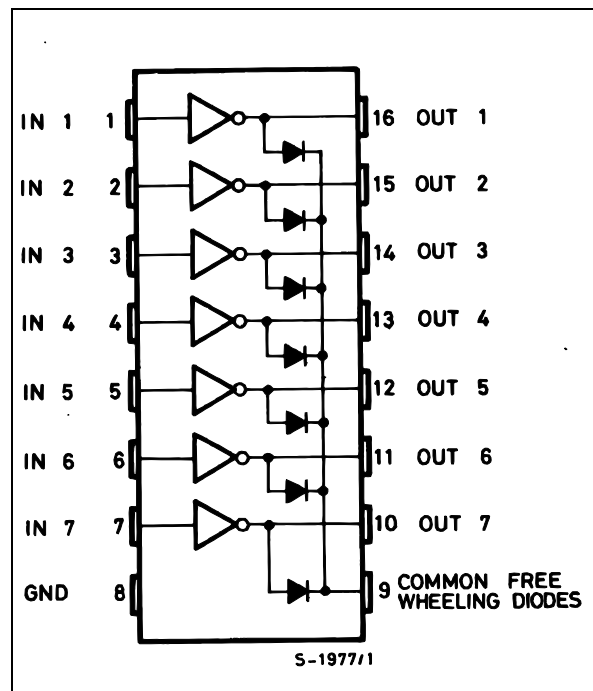 IN 1 1 16 OUT 1
IN 2 2 15 OUT 2
IN 3 3 14 OUT 3
IN 4 4 13 OUT 4
IN 5 5 12 OUT 5
IN 6 6 11 OUT 6
IN 7 7 10 OUT 7
GND 8 9 COMMON FREE
WHEELING DIODES
S-1977/1